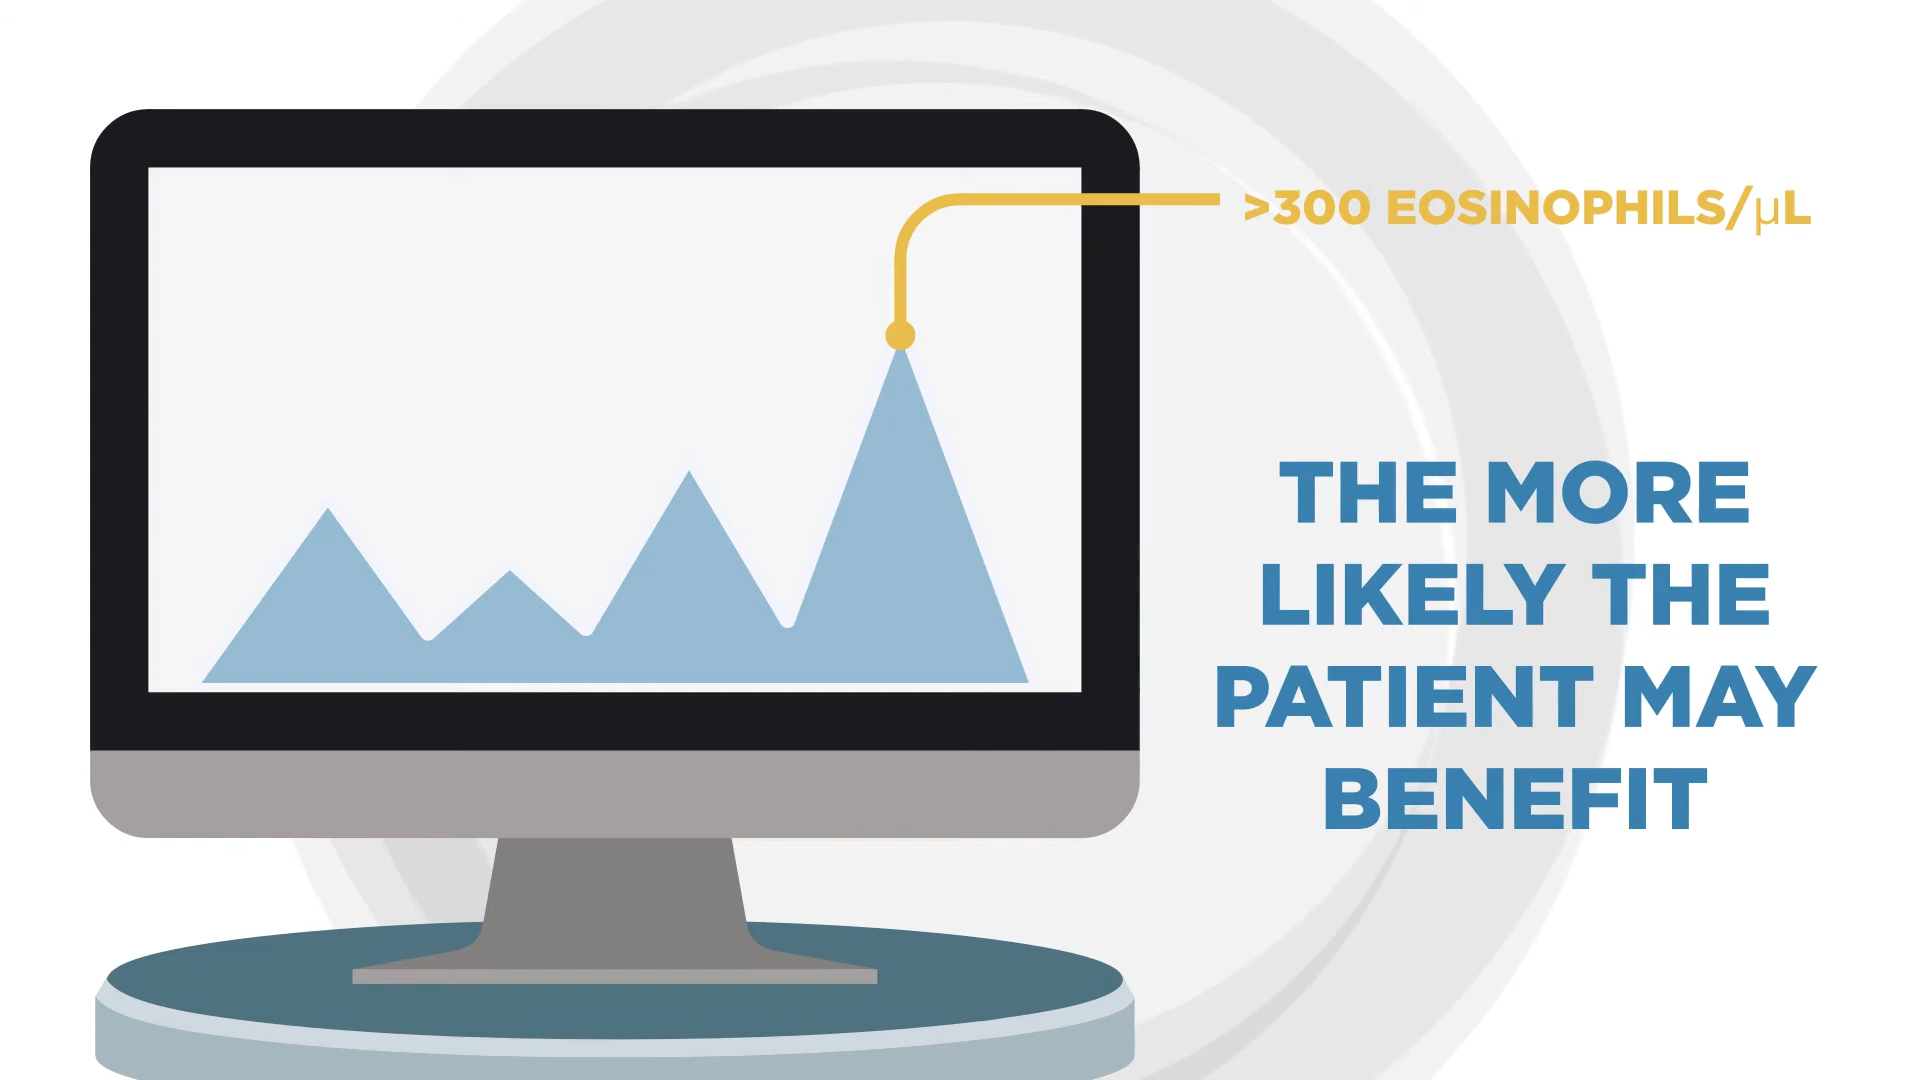 >300 EOSINOPHILS/μL
THE MORE
LIKELY THE
PATIENT MAY
BENEFIT